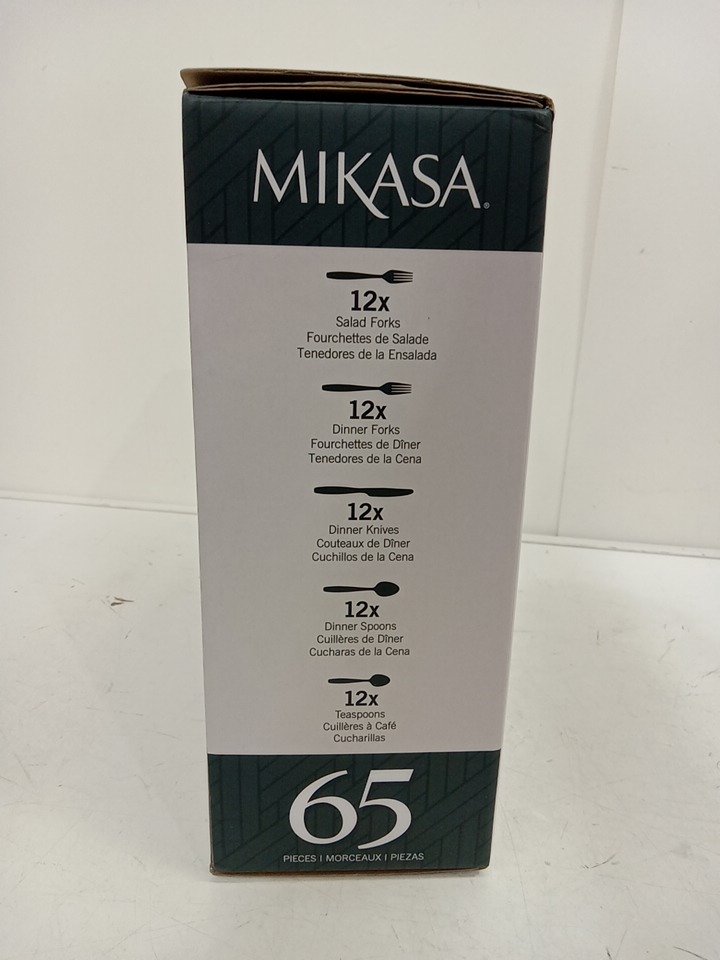 MIKASA®
12x
Salad Forks
Fourchettes de Salade
Tenedores de la Ensalada
12x
Dinner Forks
Fourchettes de Dîner
Tenedores de la Cena
12x
Dinner Knives
Couteaux de Dîner
Cuchillos de la Cena
12x
Dinner Spoons
Cuillères de Dîner
Cucharas de la Cena
12x
Teaspoons
Cuillères à Café
Cucharillas
65
PIECES | MORCEAUX | PIEZAS